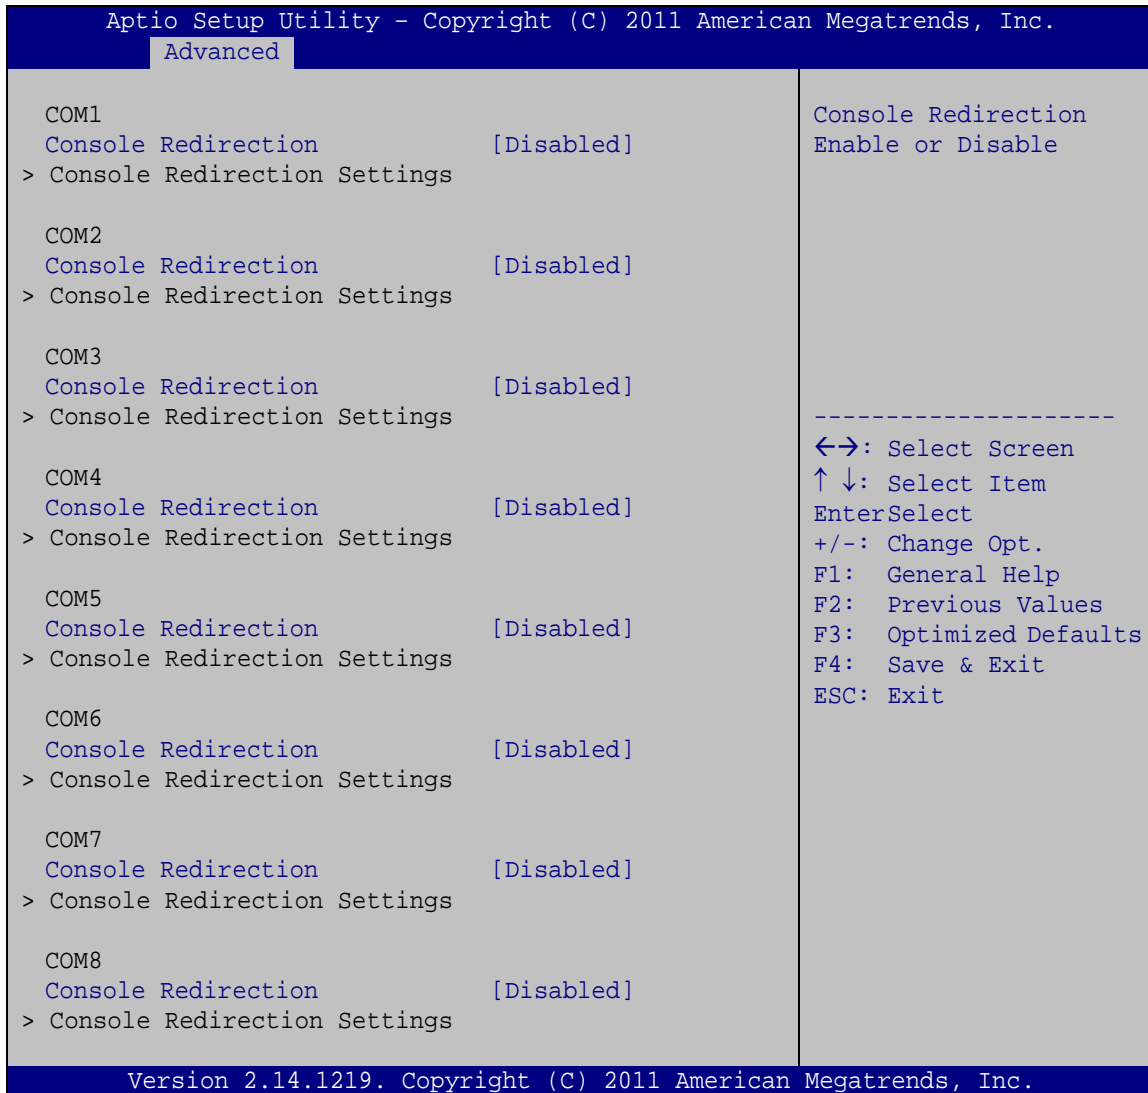 Aptio Setup Utility – Copyright (C) 2011 American Megatrends, Inc.
Advanced
COM1
Console Redirection [Disabled]
> Console Redirection Settings
COM2
Console Redirection [Disabled]
> Console Redirection Settings
COM3
Console Redirection [Disabled]
> Console Redirection Settings
COM4
Console Redirection [Disabled]
> Console Redirection Settings
COM5
Console Redirection [Disabled]
> Console Redirection Settings
COM6
Console Redirection [Disabled]
> Console Redirection Settings
COM7
Console Redirection [Disabled]
> Console Redirection Settings
COM8
Console Redirection [Disabled]
> Console Redirection Settings
Console Redirection
Enable or Disable
---------------------
←→: Select Screen
↑ ↓: Select Item
EnterSelect
+/-: Change Opt.
F1: General Help
F2: Previous Values
F3: Optimized Defaults
F4: Save & Exit
ESC: Exit
Version 2.14.1219. Copyright (C) 2011 American Megatrends, Inc.